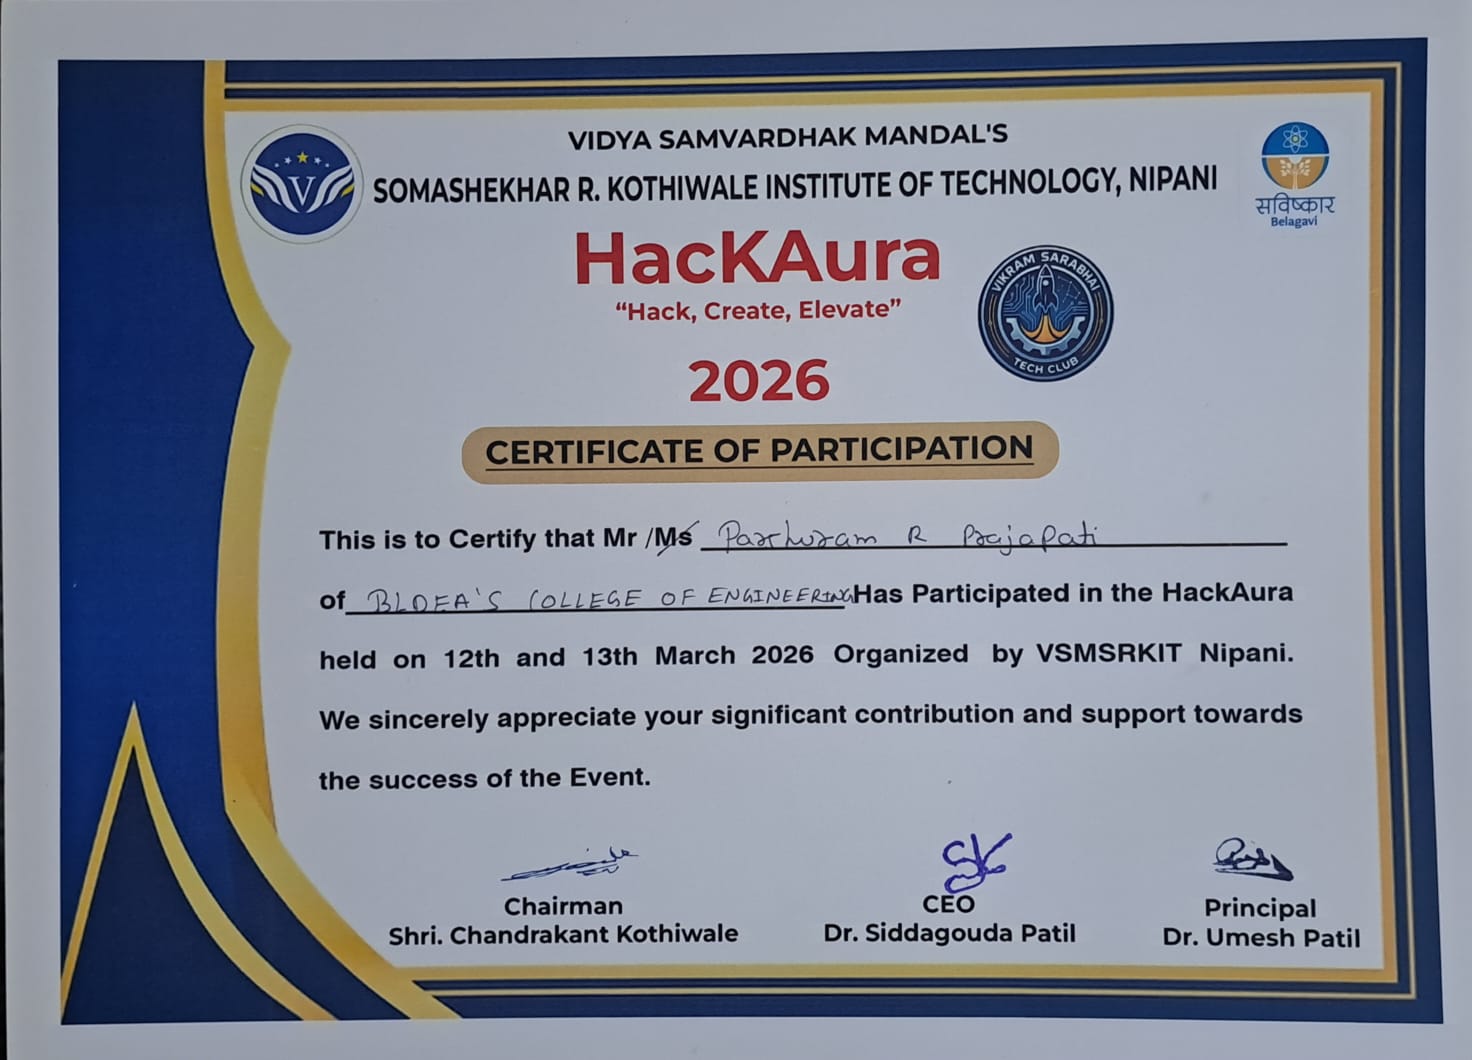 VIDYA SAMVARDHAK MANDAL'S
SOMASHEKHAR R. KOTHIWALE INSTITUTE OF TECHNOLOGY, NIPANI
V
सविष्कार
Belagavi
HacKAura
“Hack, Create, Elevate”
VIKRAM SARABHAI
TECH CLUB
2026
CERTIFICATE OF PARTICIPATION
This is to Certify that Mr /Ms Parshuram R Prajapati
of BLDEA'S COLLEGE OF ENGINEERING Has Participated in the HackAura
held on 12th and 13th March 2026 Organized by VSMSRKIT Nipani.
We sincerely appreciate your significant contribution and support towards
the success of the Event.
Chairman
Shri. Chandrakant Kothiwale
CEO
Dr. Siddagouda Patil
Principal
Dr. Umesh Patil